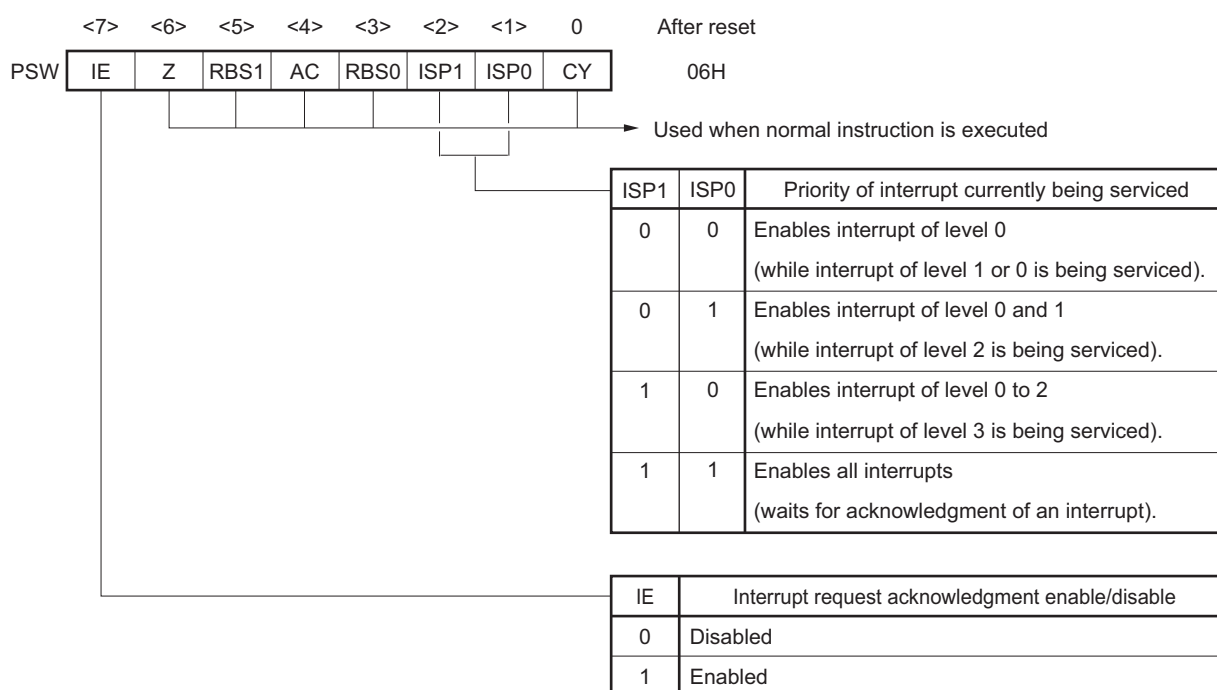 <7> <6> <5> <4> <3> <2> <1> 0 After reset
PSW IE Z RBS1 AC RBS0 ISP1 ISP0 CY 06H
Used when normal instruction is executed
ISP1 ISP0 Priority of interrupt currently being serviced
0 0 Enables interrupt of level 0
(while interrupt of level 1 or 0 is being serviced).
0 1 Enables interrupt of level 0 and 1
(while interrupt of level 2 is being serviced).
1 0 Enables interrupt of level 0 to 2
(while interrupt of level 3 is being serviced).
1 1 Enables all interrupts
(waits for acknowledgment of an interrupt).
IE Interrupt request acknowledgment enable/disable
0 Disabled
1 Enabled